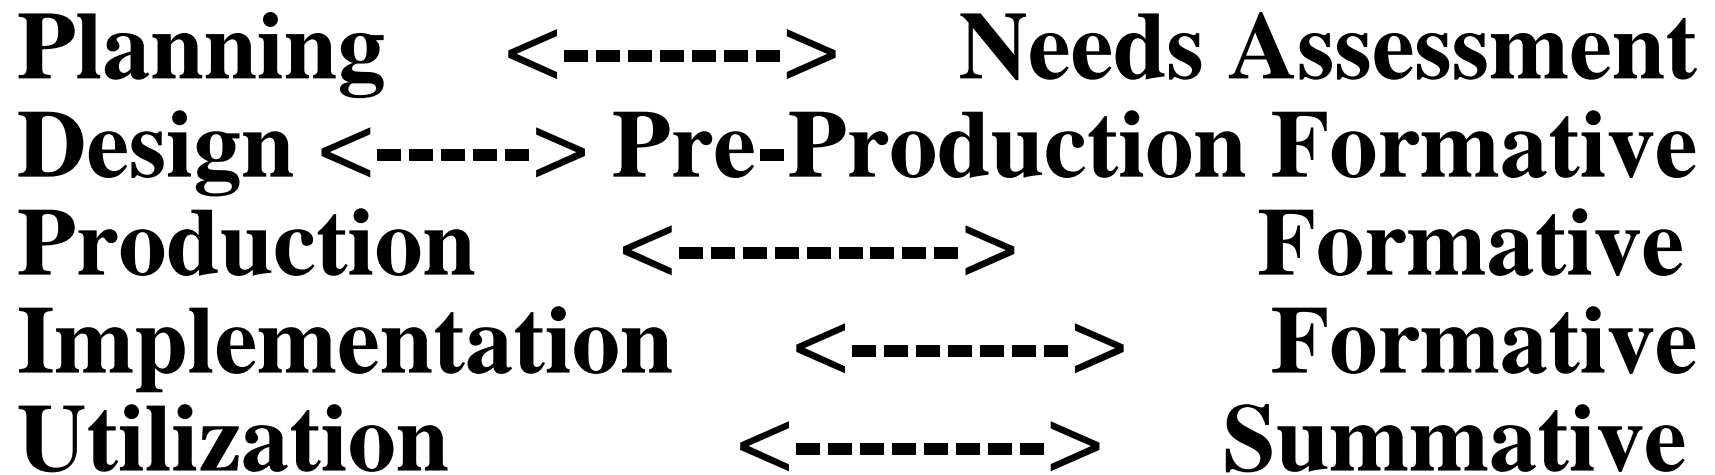 Planning <-------> Needs Assessment
Design <-----> Pre-Production Formative
Production <---------> Formative
Implementation <-------> Formative
Utilization <--------> Summative